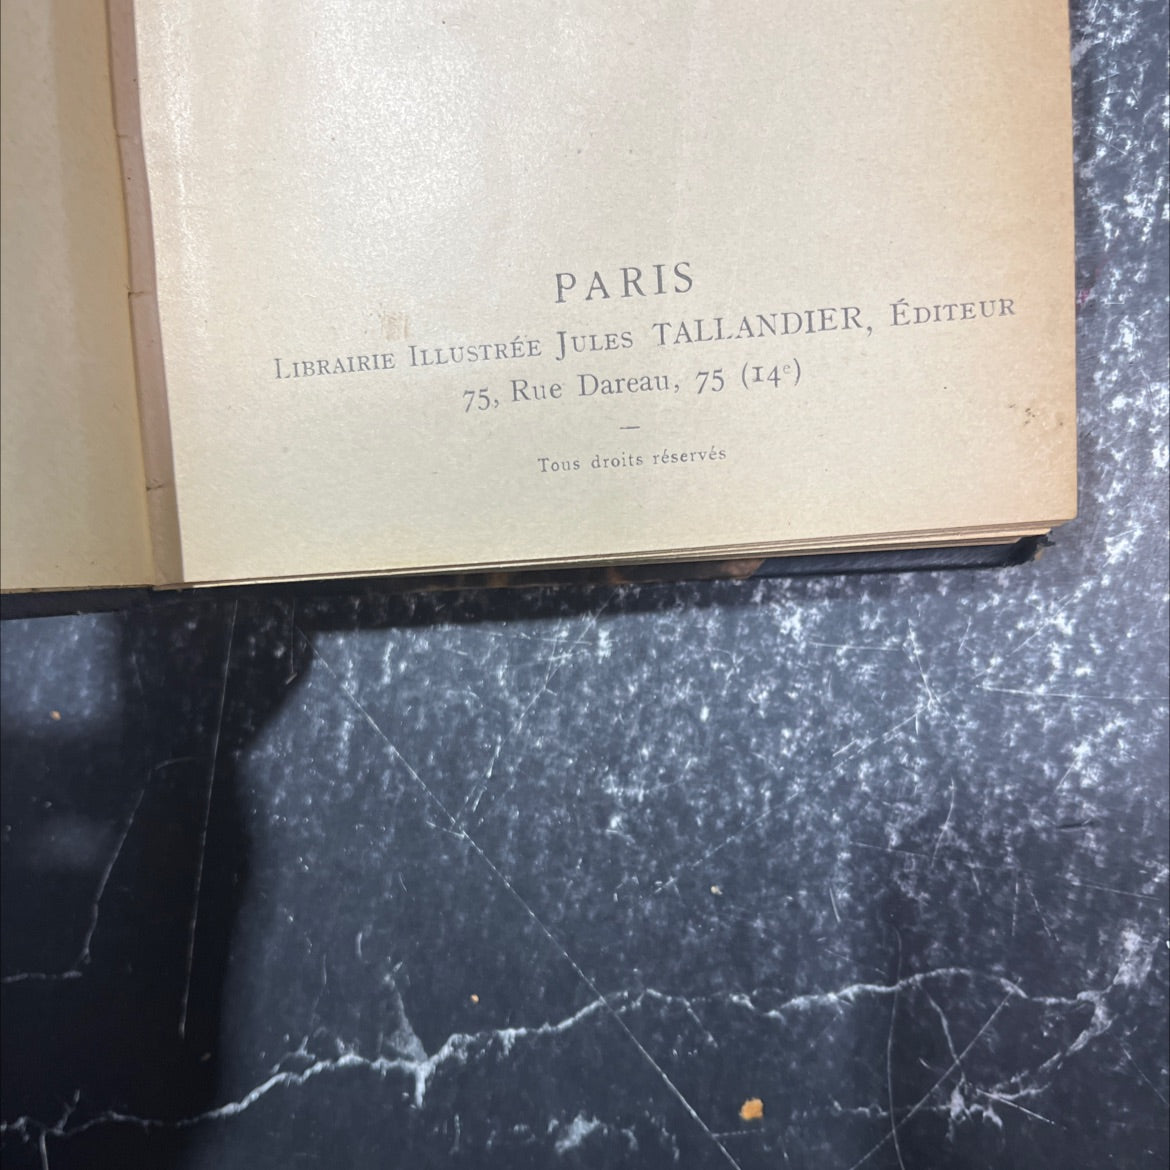 PARIS
Librairie Illustrée Jules TALLANDIER, Éditeur
75, Rue Dareau, 75 (14e)
Tous droits réservés